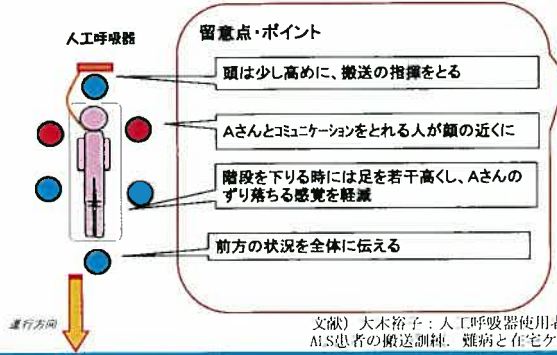 人工呼吸器
留意点・ポイント
頭は少し高めに、搬送の指揮をとる
Aさんとコミュニケーションをとれる人が顔の近くに
階段を下りる時には足を若干高くし、Aさんの
ずり落ちる感覚を軽減
前方の状況を全体に伝える
進行方向
文献）大木裕子：人工呼吸器使用者
ALS患者の搬送訓練．難病と在宅ケ